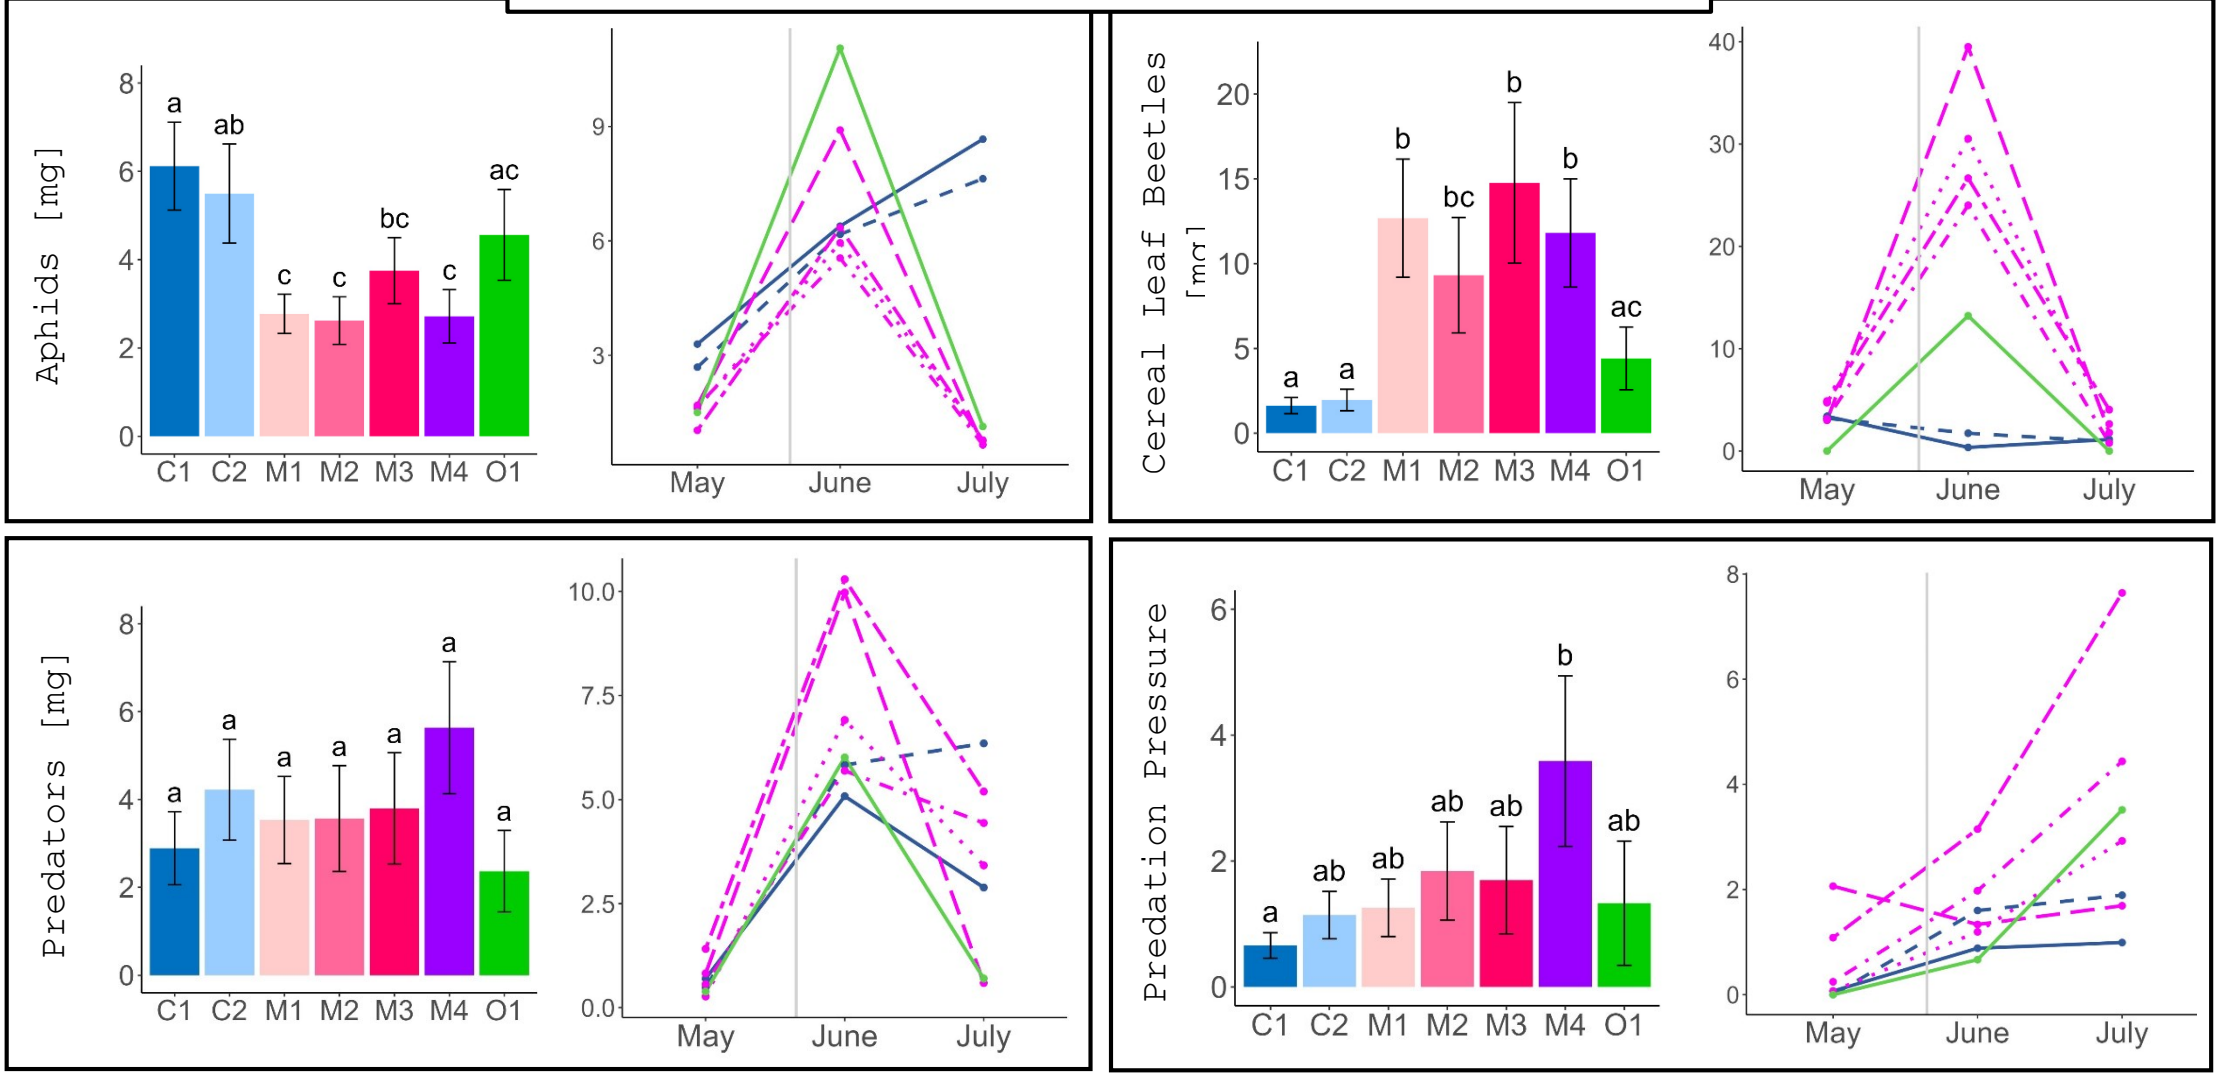 Aphids [mg]
8
6
4
2
0
a
ab
c
c
bc
c
ac
C1 C2 M1 M2 M3 M4 O1
9
6
3
May June July
Cereal Leaf Beetles
[mg]
20
15
10
5
0
a
a
b
bc
b
b
ac
C1 C2 M1 M2 M3 M4 O1
40
30
20
10
0
May June July
Predators [mg]
8
6
4
2
0
a
a
a
a
a
a
a
C1 C2 M1 M2 M3 M4 O1
10.0
7.5
5.0
2.5
0.0
May June July
Predation Pressure
6
4
2
0
a
ab
ab
ab
ab
b
ab
C1 C2 M1 M2 M3 M4 O1
8
6
4
2
0
May June July